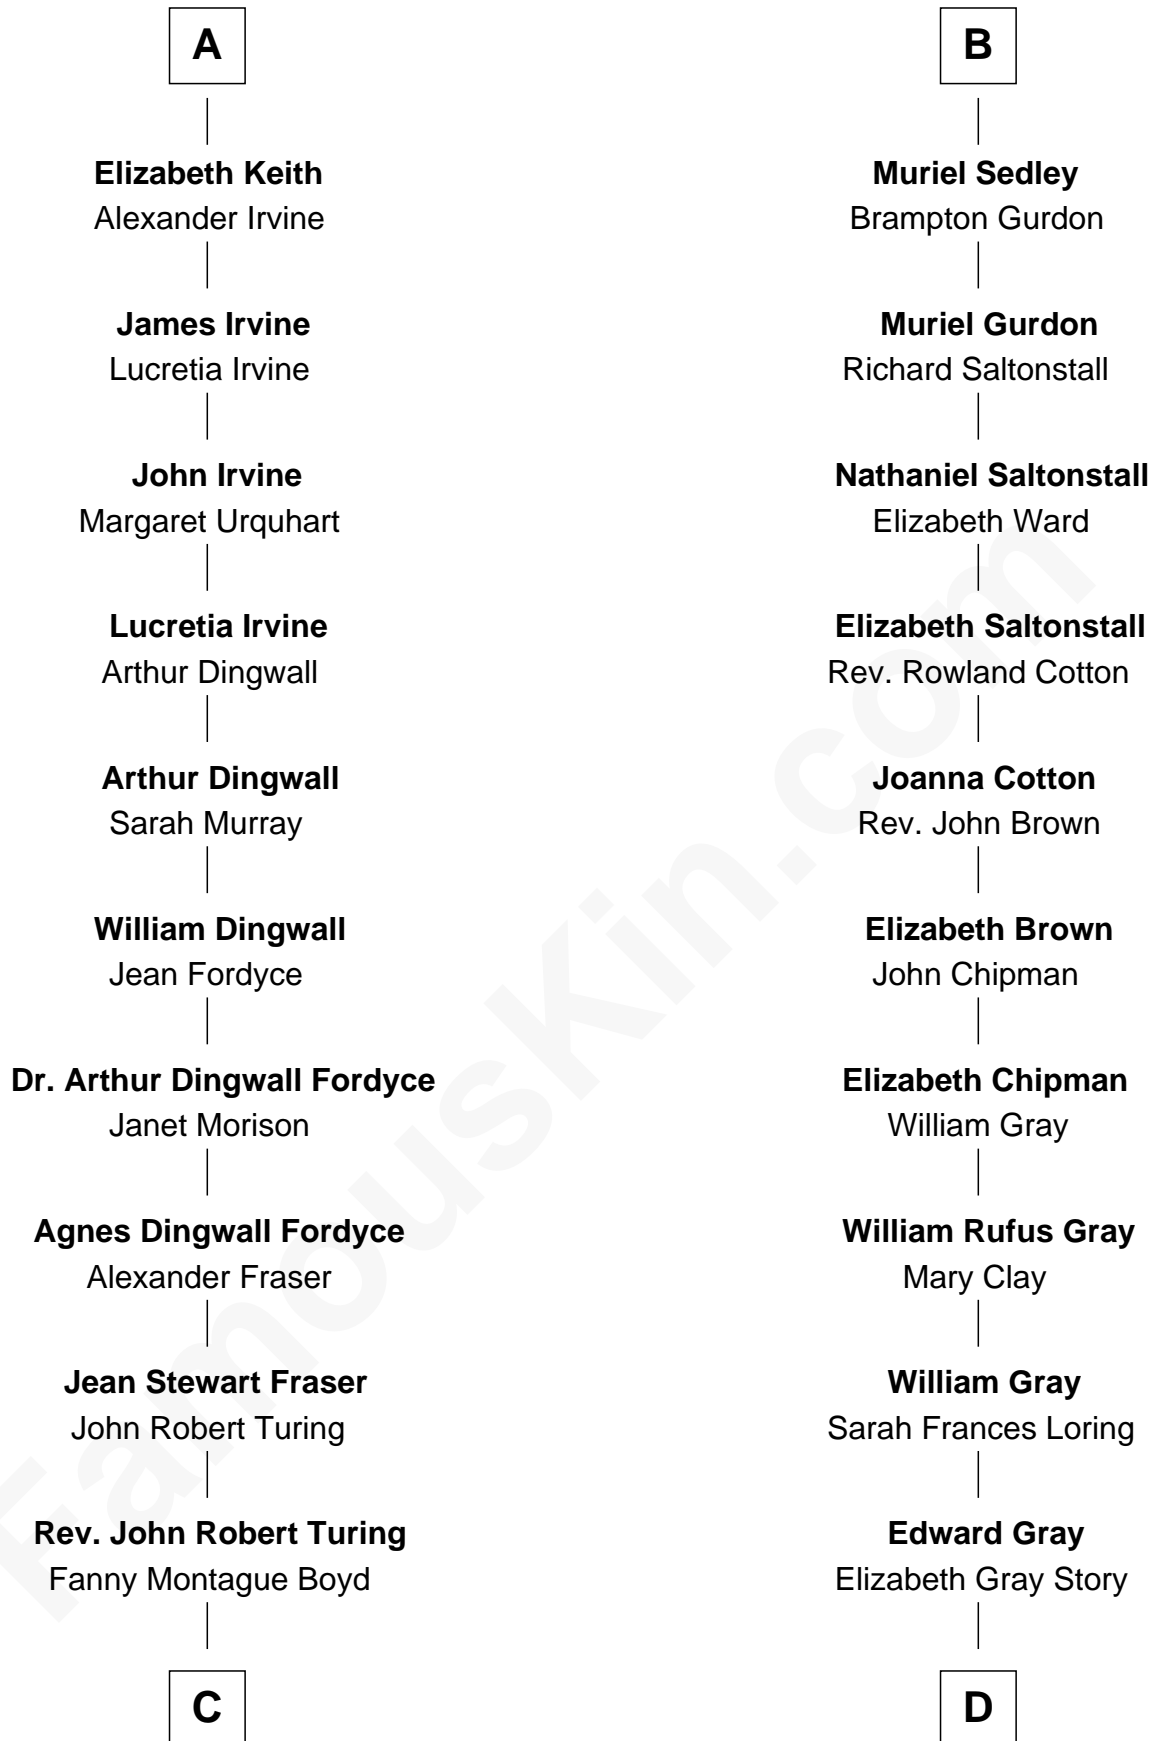 A
Elizabeth Keith
Alexander Irvine
James Irvine
Lucretia Irvine
John Irvine
Margaret Urquhart
Lucretia Irvine
Arthur Dingwall
Arthur Dingwall
Sarah Murray
William Dingwall
Jean Fordyce
Dr. Arthur Dingwall Fordyce
Janet Morison
Agnes Dingwall Fordyce
Alexander Fraser
Jean Stewart Fraser
John Robert Turing
Rev. John Robert Turing
Fanny Montague Boyd
C
B
Muriel Sedley
Brampton Gurdon
Muriel Gurdon
Richard Saltonstall
Nathaniel Saltonstall
Elizabeth Ward
Elizabeth Saltonstall
Rev. Rowland Cotton
Joanna Cotton
Rev. John Brown
Elizabeth Brown
John Chipman
Elizabeth Chipman
William Gray
William Rufus Gray
Mary Clay
William Gray
Sarah Frances Loring
Edward Gray
Elizabeth Gray Story
D
FamousKin.com